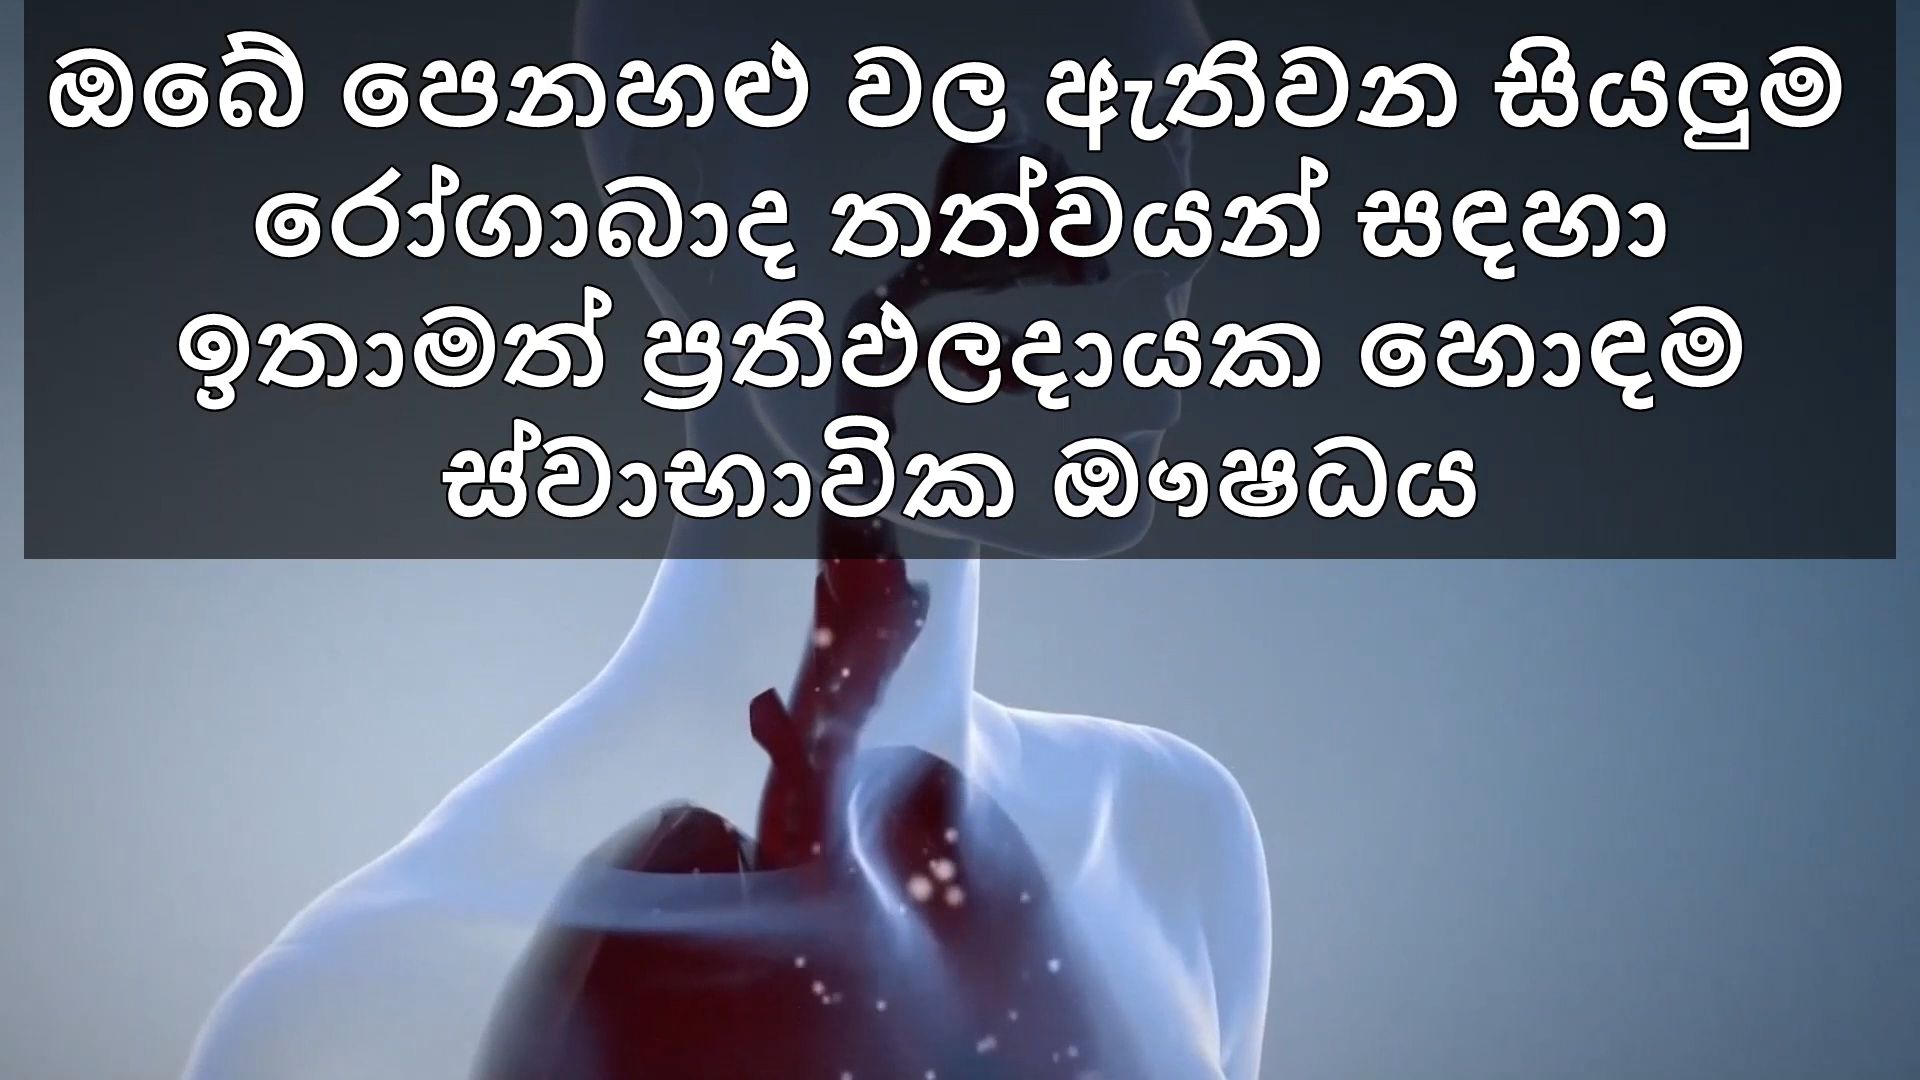 ඔබේ පෙනහළු වල ඇතිවන සියලුම
රෝගාබාද තත්වයන් සඳහා
ඉතාමත් ප්‍රතිඵලදායක හොඳම
ස්වාභාවික ඖෂධය